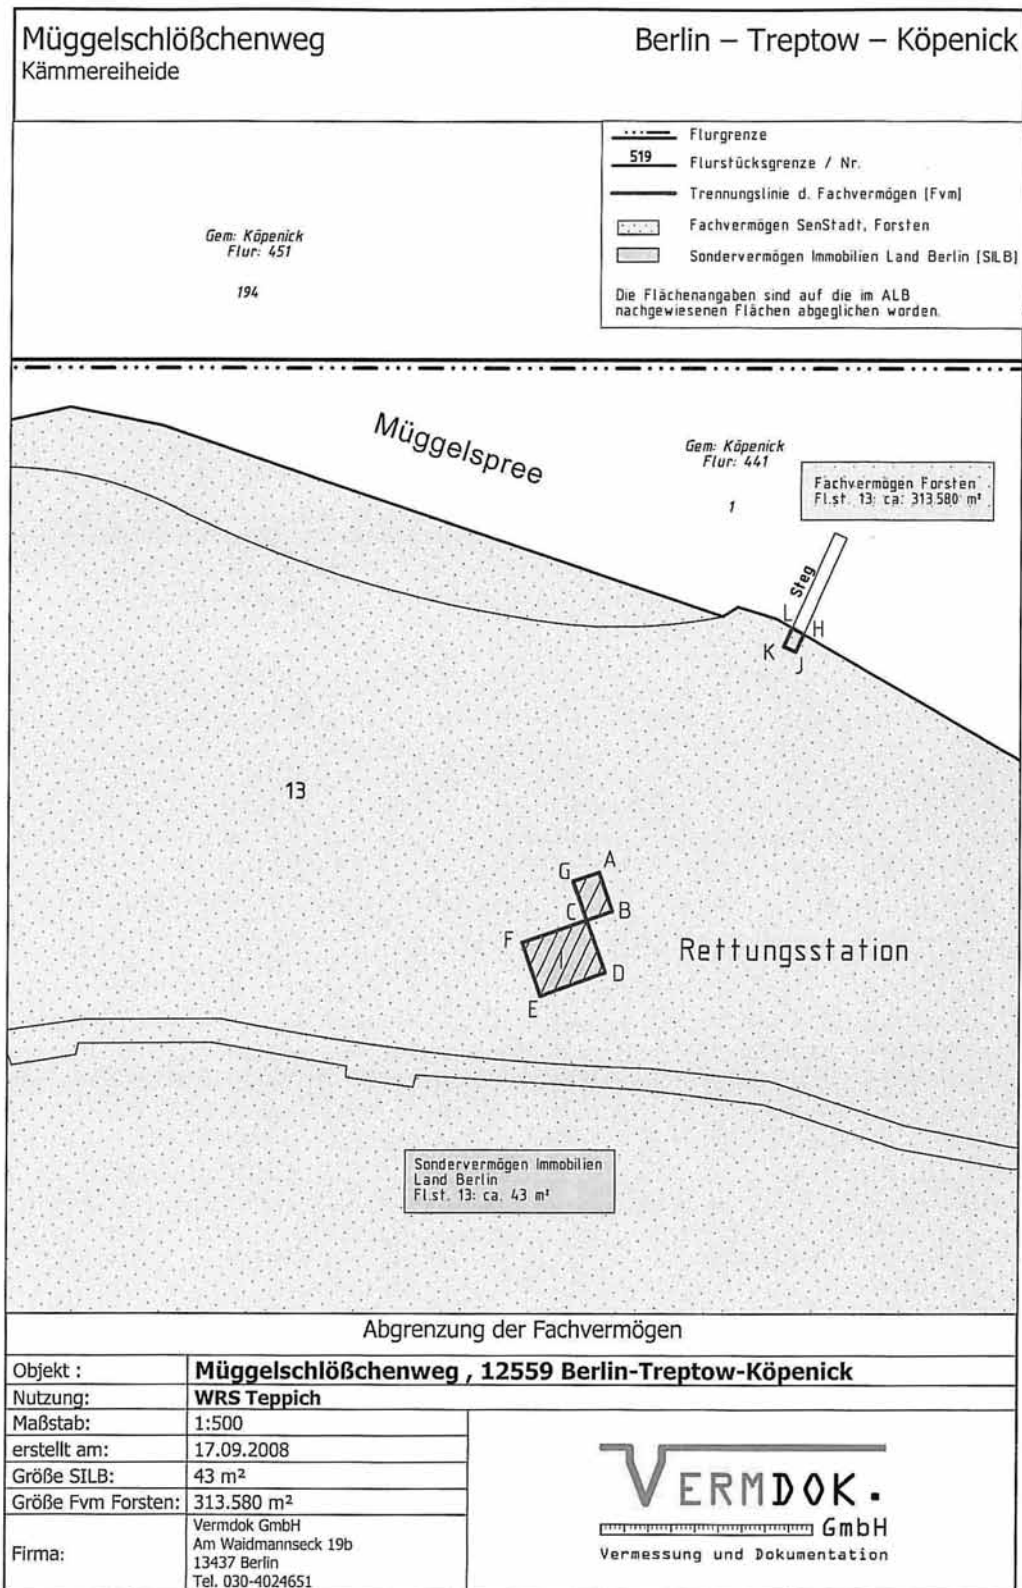 Müggelschlößchenweg
Kämmereiheide
Berlin – Treptow – Köpenick
Flurgrenze
519 Flurstücksgrenze / Nr.
Trennungslinie d. Fachvermögen (Fvm)
Fachvermögen SenStadt, Forsten
Sondervermögen Immobilien Land Berlin (SILB)
Die Flächenangaben sind auf die im ALB
nachgewiesenen Flächen abgeglichen worden.
Gem: Köpenick
Flur: 451
194
Müggelspree
Gem: Köpenick
Flur: 441
1
Fachvermögen Forsten
Fl.st. 13: ca: 313.580 m²
Steg
L
H
K
J
13
G
A
C
B
F
I
D
E
Rettungsstation
Sondervermögen Immobilien
Land Berlin
Fl.st. 13: ca. 43 m²
Abgrenzung der Fachvermögen
Objekt : Müggelschlößchenweg , 12559 Berlin-Treptow-Köpenick
Nutzung: WRS Teppich
Maßstab: 1:500
erstellt am: 17.09.2008
Größe SILB: 43 m²
Größe Fvm Forsten: 313.580 m²
Firma:
Vermdok GmbH
Am Waidmannseck 19b
13437 Berlin
Tel. 030-4024651
VERMDOK.
GmbH
Vermessung und Dokumentation